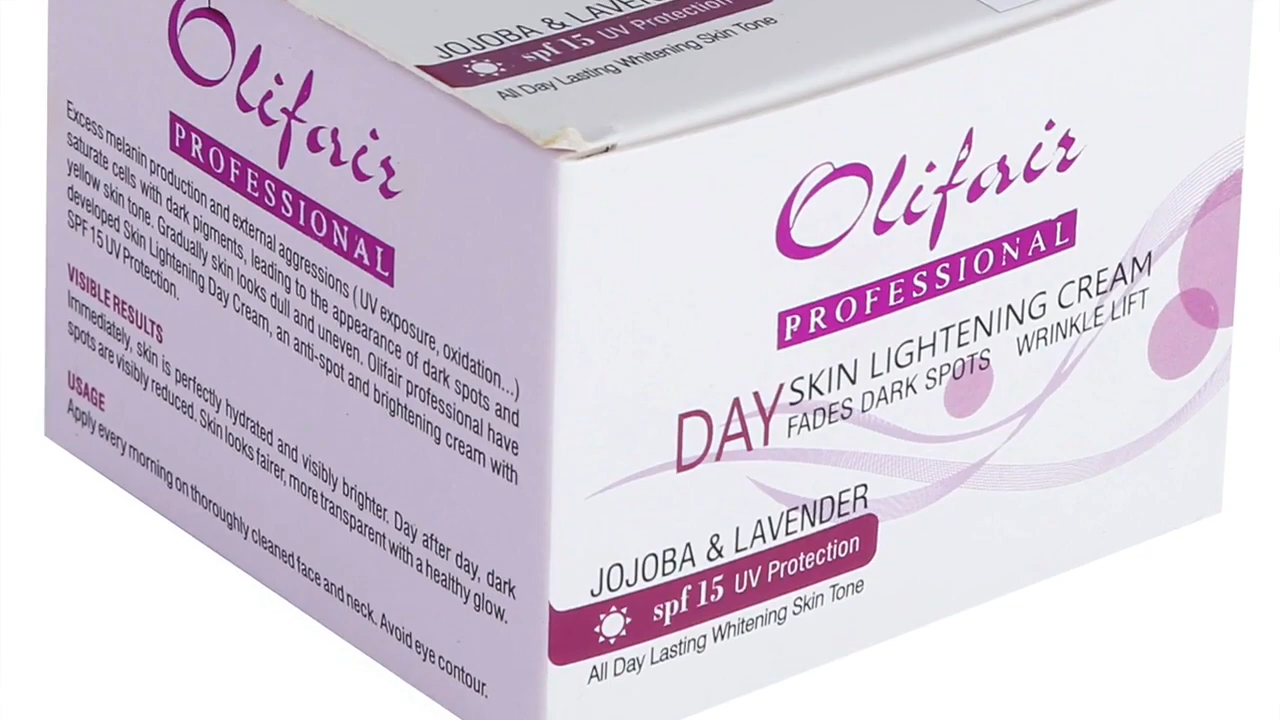 JOJOBA & LAVEN
spf 15 UV Protection
All Day Lasting Whitening Skin Tone
Olifair
PROFESSIONAL
Excess melanin production and external aggressions ( UV exposure, oxidation...)
saturate cells with dark pigments, leading to the appearance of dark spots and
yellow skin tone. Gradually skin looks dull and uneven. Olifair professional have
developed Skin Lightening Day Cream, an anti-spot and brightening cream with
SPF 15 UV Protection.
VISIBLE RESULTS
Immediately, skin is perfectly hydrated and visibly brighter. Day after day, dark
spots are visibly reduced. Skin looks fairer, more transparent with a healthy glow.
USAGE
Apply every morning on thoroughly cleaned face and neck. Avoid eye contour.
Olifair
PROFESSIONAL
DAY SKIN LIGHTENING CREAM
FADES DARK SPOTS WRINKLE LIFT
JOJOBA & LAVENDER
spf 15 UV Protection
All Day Lasting Whitening Skin Tone